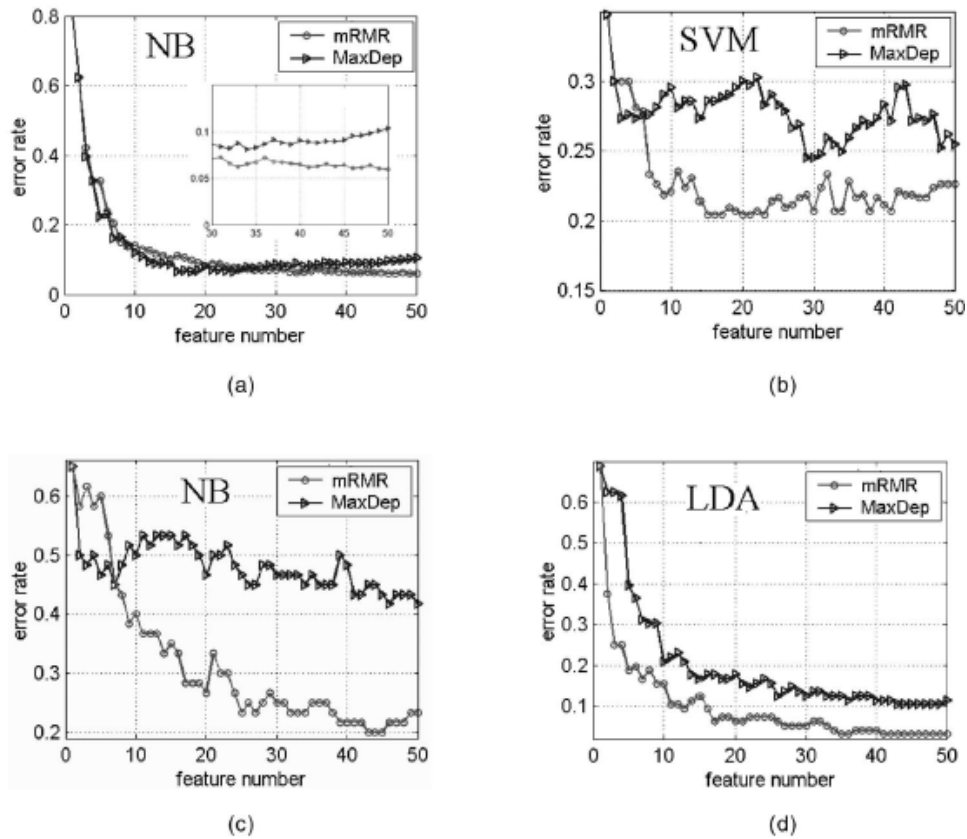 NB
mRMR
MaxDep
error rate
0.8
0.6
0.4
0.2
0
0.1
0.05
0
30 35 40 45 50
0 10 20 30 40 50
feature number
(a)
SVM
mRMR
MaxDep
error rate
0.3
0.25
0.2
0.15
0 10 20 30 40 50
feature number
(b)
NB
mRMR
MaxDep
error rate
0.6
0.5
0.4
0.3
0.2
0 10 20 30 40 50
feature number
(c)
LDA
mRMR
MaxDep
error rate
0.6
0.5
0.4
0.3
0.2
0.1
0 10 20 30 40 50
feature number
(d)